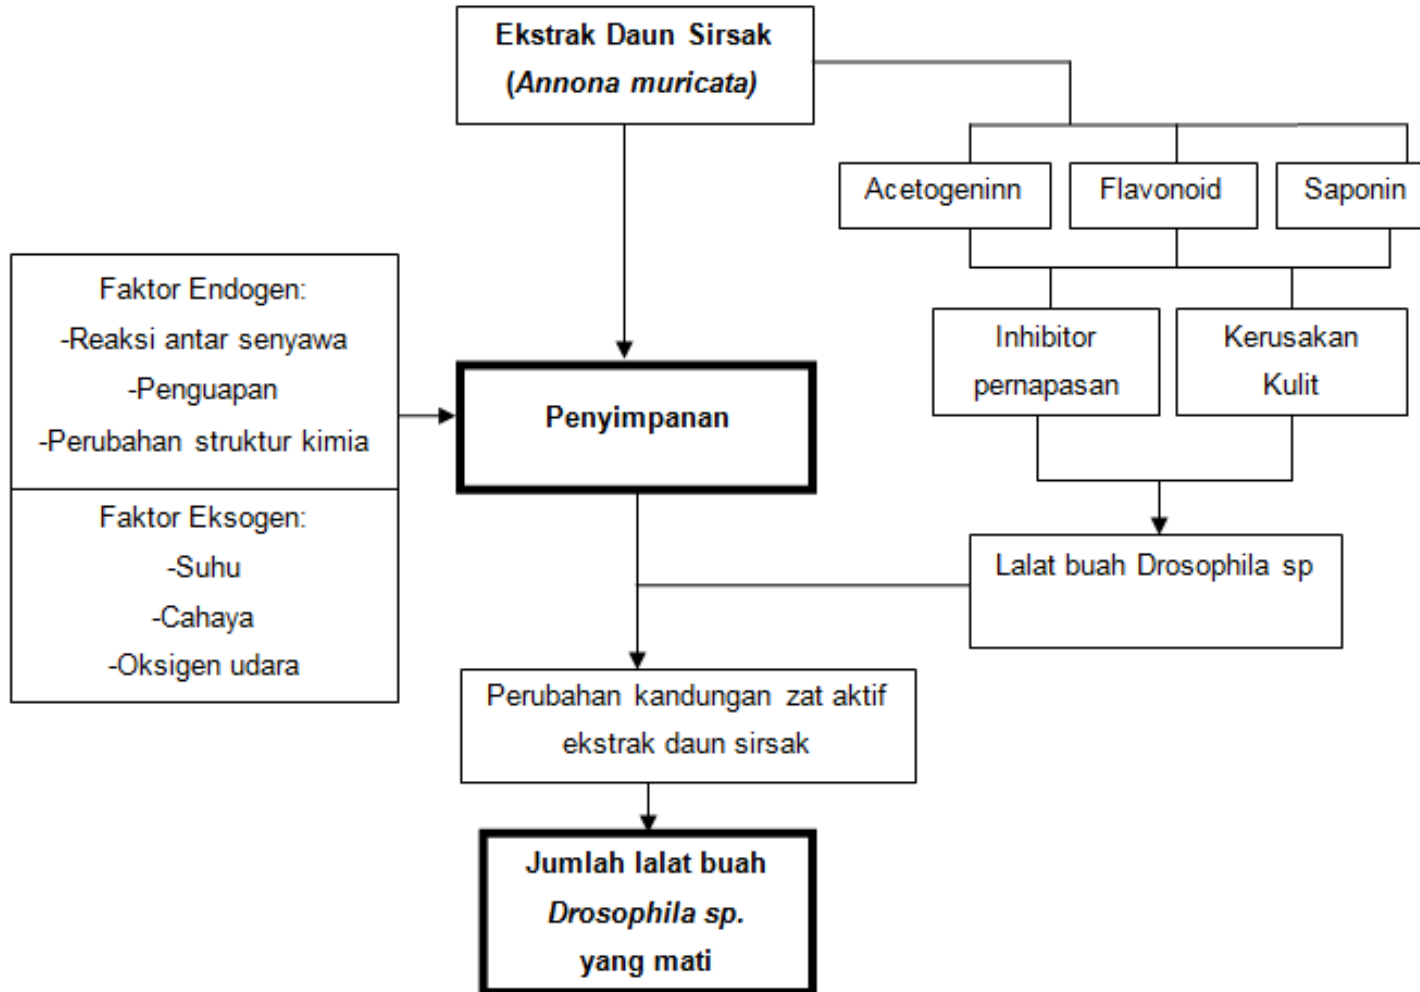 Ekstrak Daun Sirsak
(Annona muricata)
Acetogeninn
Flavonoid
Saponin
Faktor Endogen:
-Reaksi antar senyawa
-Penguapan
-Perubahan struktur kimia
Faktor Eksogen:
-Suhu
-Cahaya
-Oksigen udara
Penyimpanan
Inhibitor
pernapasan
Kerusakan
Kulit
Lalat buah Drosophila sp
Perubahan kandungan zat aktif
ekstrak daun sirsak
Jumlah lalat buah
Drosophila sp.
yang mati